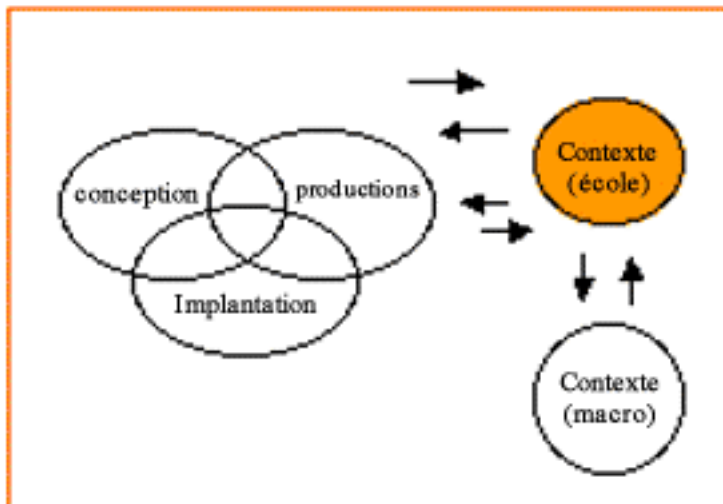 conception
productions
Implantation
Contexte
(école)
Contexte
(macro)